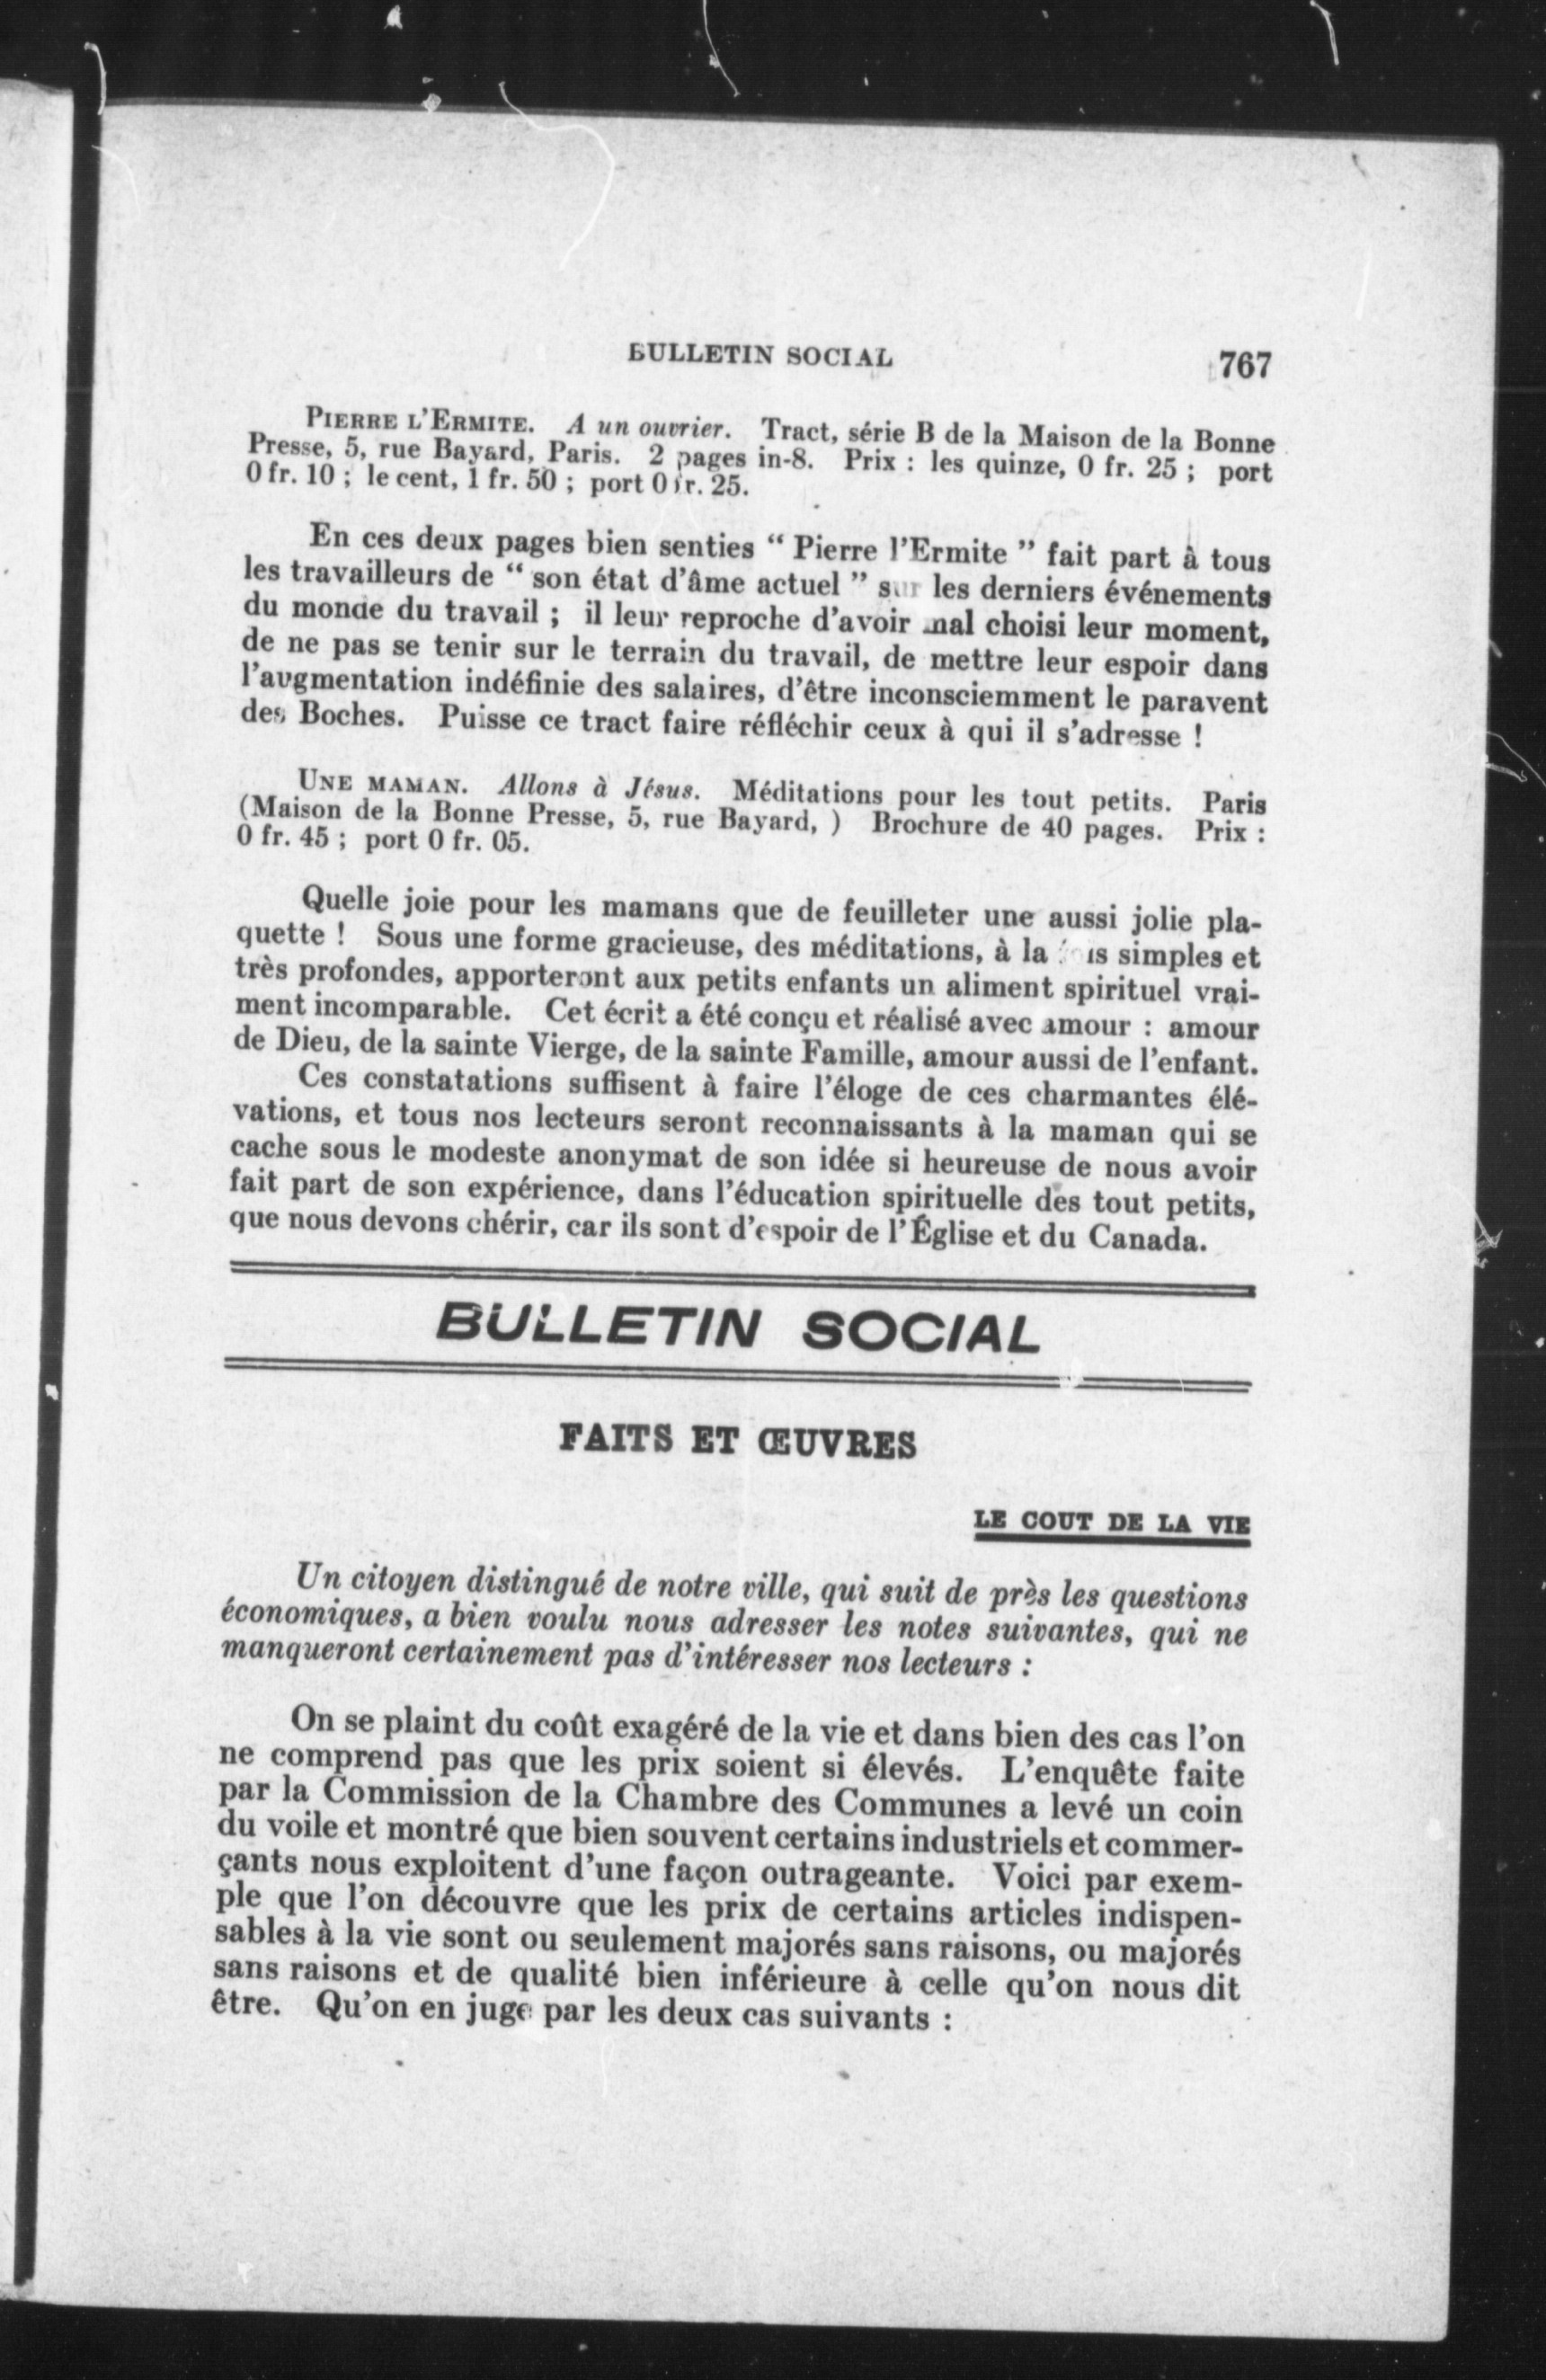 BULLETIN SOCIAL 767
PIERRE L'ERMITE. A un ouvrier. Tract, série B de la Maison de la Bonne
Presse, 5, rue Bayard, Paris. 2 pages in-8. Prix : les quinze, 0 fr. 25 ; port
0 fr. 10 ; le cent, 1 fr. 50 ; port 0 fr. 25.
En ces deux pages bien senties “ Pierre l'Ermite ” fait part à tous
les travailleurs de “ son état d'âme actuel ” sur les derniers événements
du monde du travail ; il leur reproche d'avoir mal choisi leur moment,
de ne pas se tenir sur le terrain du travail, de mettre leur espoir dans
l'augmentation indéfinie des salaires, d'être inconsciemment le paravent
des Boches. Puisse ce tract faire réfléchir ceux à qui il s'adresse !
UNE MAMAN. Allons à Jésus. Méditations pour les tout petits. Paris
(Maison de la Bonne Presse, 5, rue Bayard, ) Brochure de 40 pages. Prix :
0 fr. 45 ; port 0 fr. 05.
Quelle joie pour les mamans que de feuilleter une aussi jolie pla-
quette ! Sous une forme gracieuse, des méditations, à la fois simples et
très profondes, apporteront aux petits enfants un aliment spirituel vrai-
ment incomparable. Cet écrit a été conçu et réalisé avec amour : amour
de Dieu, de la sainte Vierge, de la sainte Famille, amour aussi de l'enfant.
Ces constatations suffisent à faire l'éloge de ces charmantes élé-
vations, et tous nos lecteurs seront reconnaissants à la maman qui se
cache sous le modeste anonymat de son idée si heureuse de nous avoir
fait part de son expérience, dans l'éducation spirituelle des tout petits,
que nous devons chérir, car ils sont d'espoir de l'Église et du Canada.
BULLETIN SOCIAL
FAITS ET ŒUVRES
LE COUT DE LA VIE
Un citoyen distingué de notre ville, qui suit de près les questions
économiques, a bien voulu nous adresser les notes suivantes, qui ne
manqueront certainement pas d'intéresser nos lecteurs :
On se plaint du coût exagéré de la vie et dans bien des cas l'on
ne comprend pas que les prix soient si élevés. L'enquête faite
par la Commission de la Chambre des Communes a levé un coin
du voile et montré que bien souvent certains industriels et commer-
çants nous exploitent d'une façon outrageante. Voici par exem-
ple que l'on découvre que les prix de certains articles indispen-
sables à la vie sont ou seulement majorés sans raisons, ou majorés
sans raisons et de qualité bien inférieure à celle qu'on nous dit
être. Qu'on en juge par les deux cas suivants :